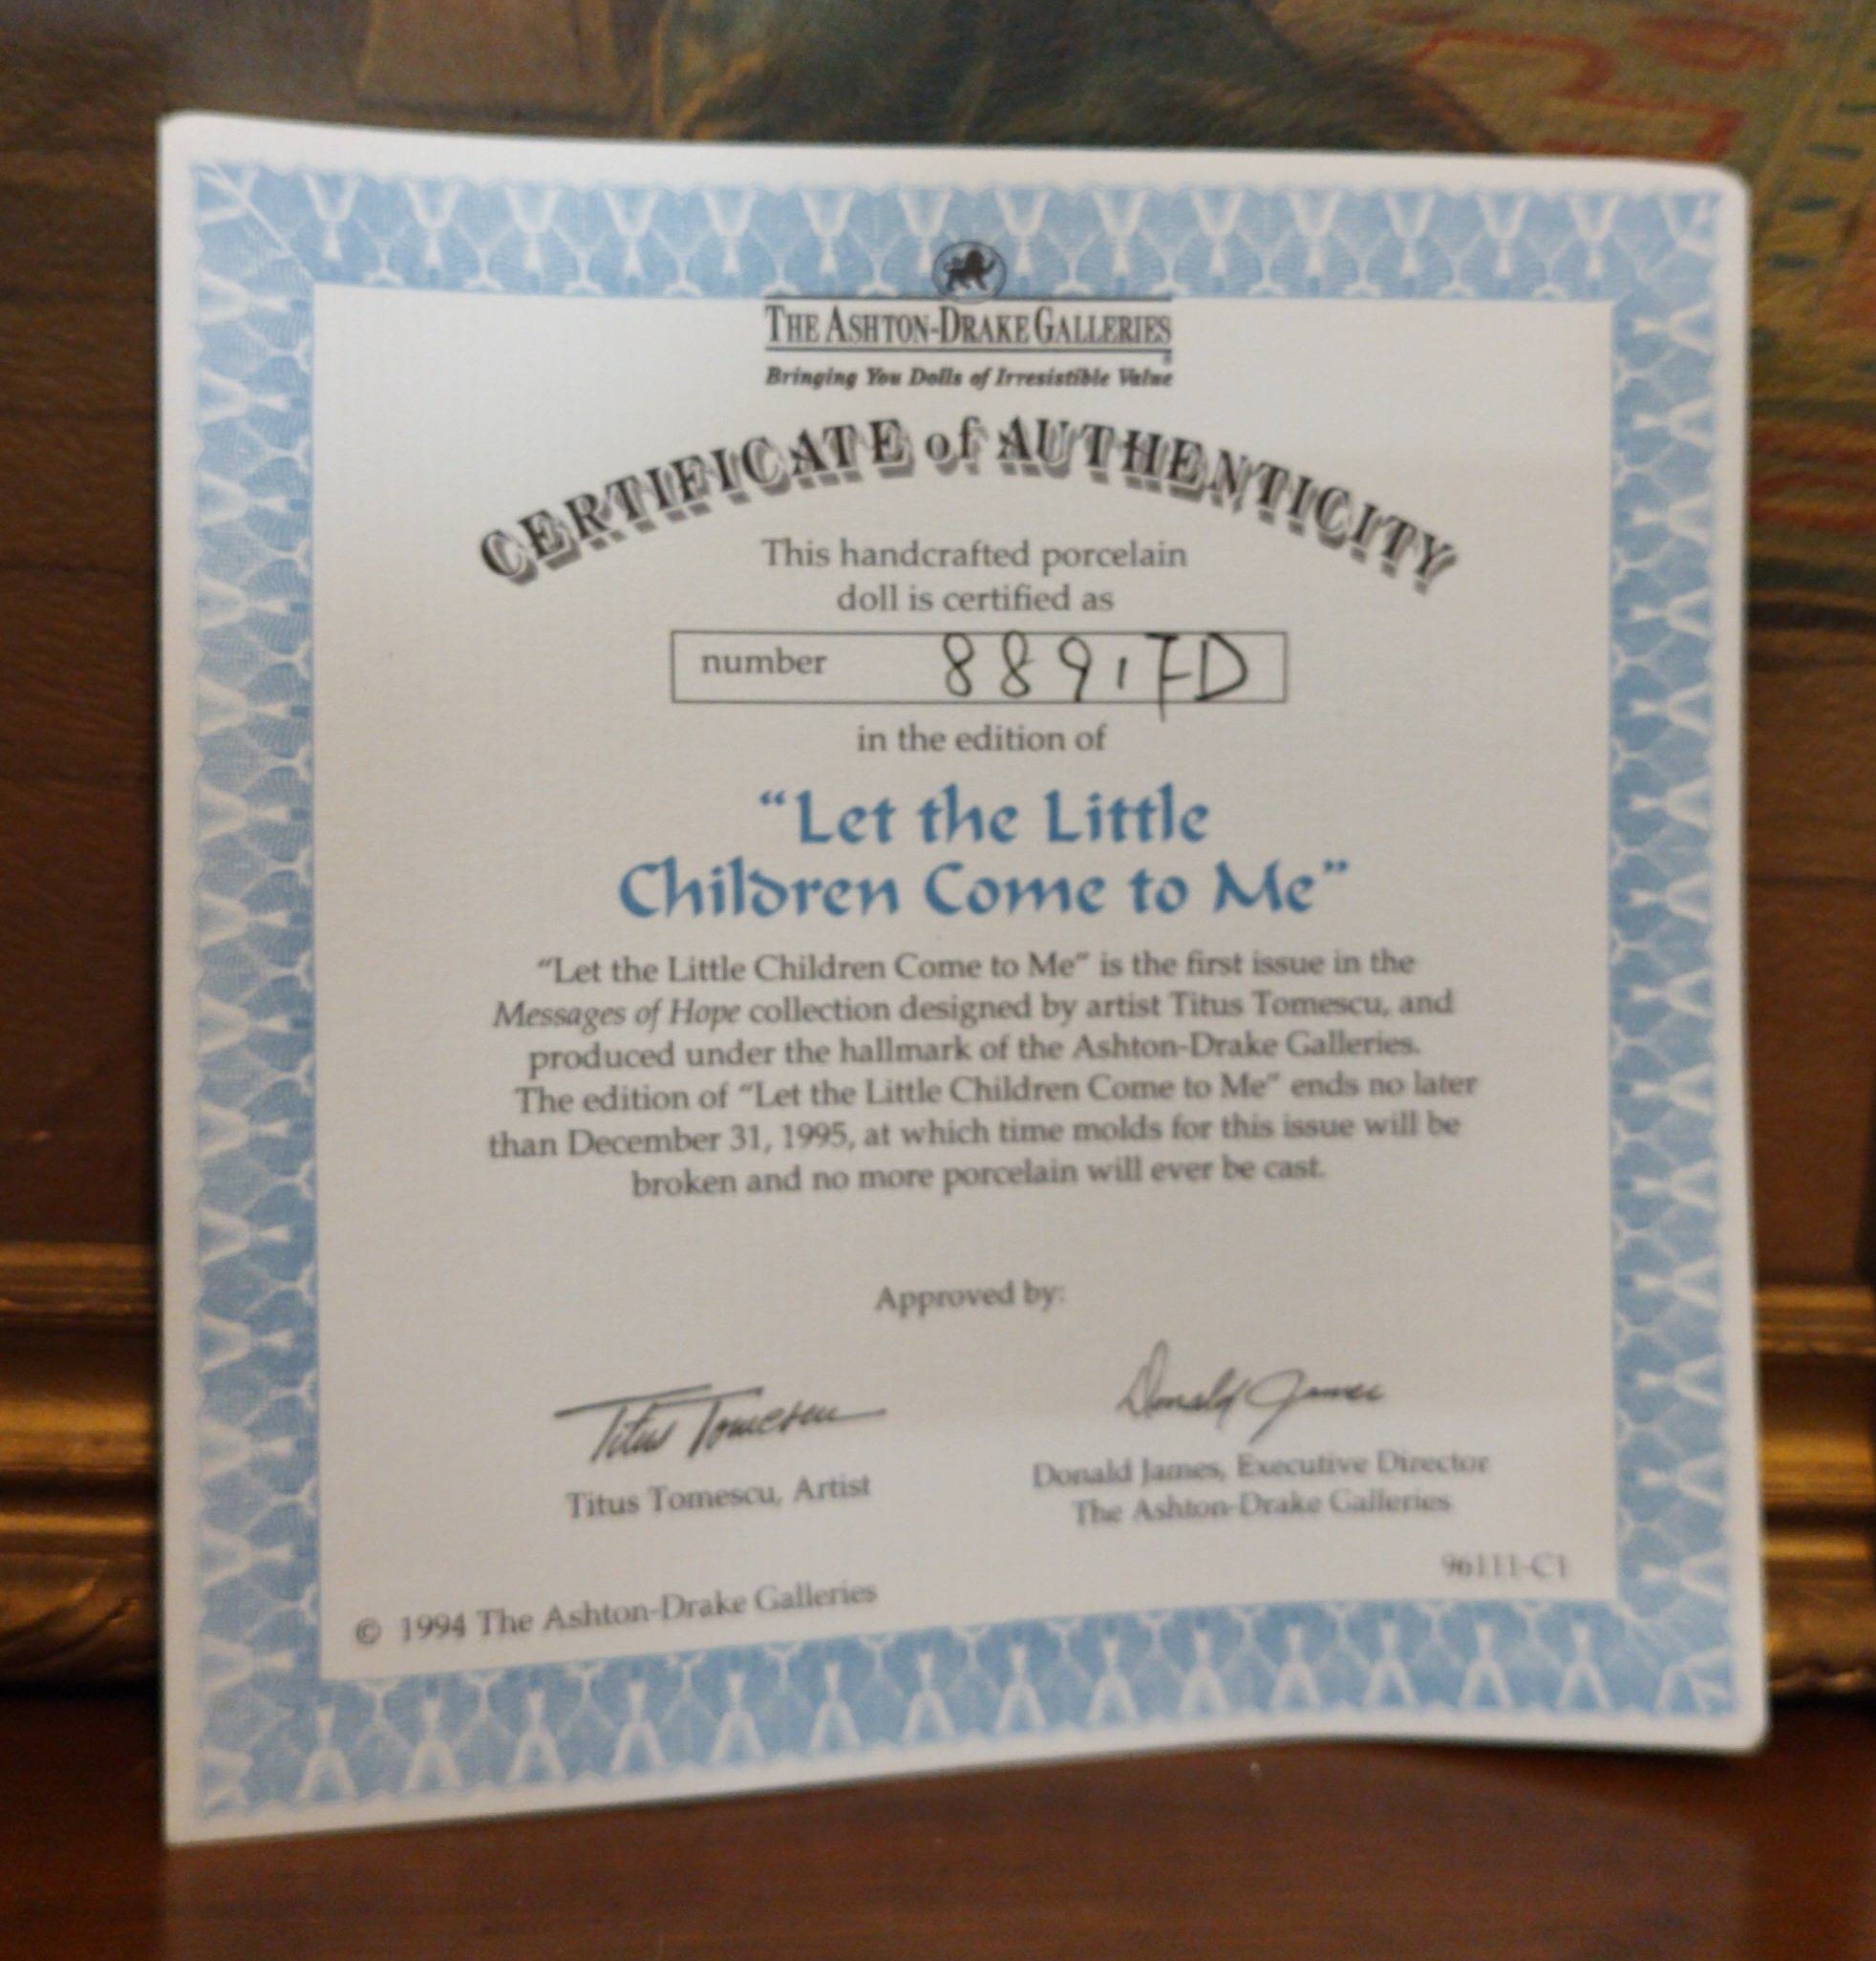 THE ASHTON-DRAKE GALLERIES
®
Bringing You Dolls of Irresistible Value
CERTIFICATE of AUTHENTICITY
This handcrafted porcelain
doll is certified as
number 8891FD
in the edition of
“Let the Little
Children Come to Me”
“Let the Little Children Come to Me” is the first issue in the
Messages of Hope collection designed by artist Titus Tomescu, and
produced under the hallmark of the Ashton-Drake Galleries.
The edition of “Let the Little Children Come to Me” ends no later
than December 31, 1995, at which time molds for this issue will be
broken and no more porcelain will ever be cast.
Approved by:
Titus Tomescu Donald James
Titus Tomescu, Artist
Donald James, Executive Director
The Ashton-Drake Galleries
96111-C1
© 1994 The Ashton-Drake Galleries